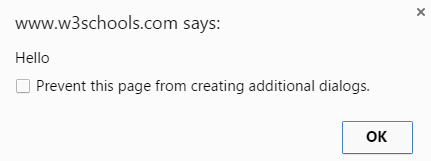 www.w3schools.com says:
Hello
Prevent this page from creating additional dialogs.
OK